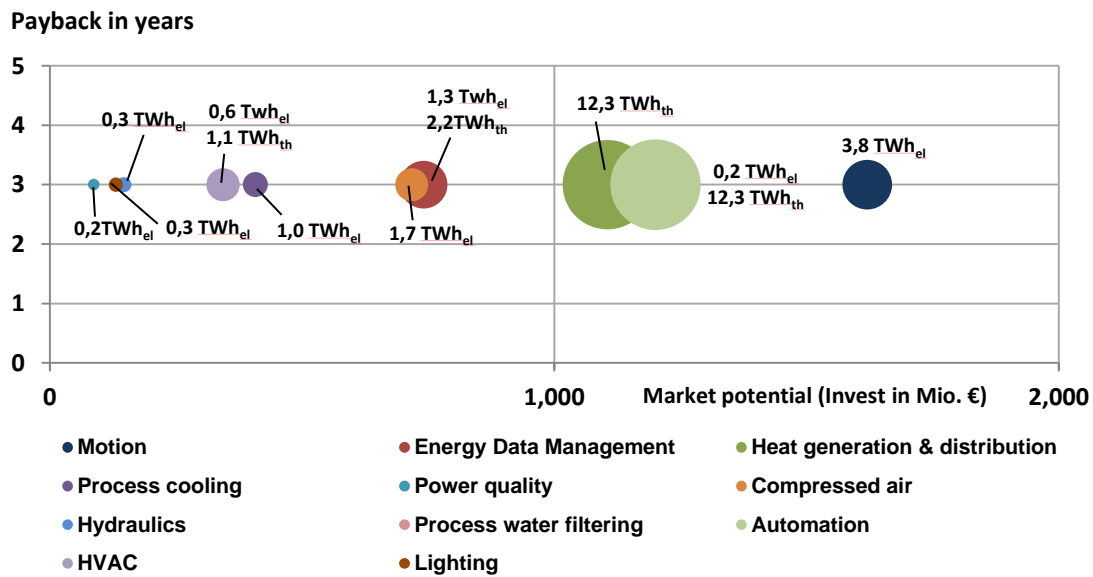 Payback in years
5
4
3
2
1
0
0
1,000
Market potential (Invest in Mio. €)
2,000
0,3 TWhel
0,6 Twhel
1,1 TWhth
1,3 Twhel
2,2TWhth
12,3 TWhth
3,8 TWhel
0,2 TWhel
12,3 TWhth
0,2TWhel
0,3 TWhel
1,0 TWhel
1,7 TWhel
Motion
Energy Data Management
Heat generation & distribution
Process cooling
Power quality
Compressed air
Hydraulics
Process water filtering
Automation
HVAC
Lighting